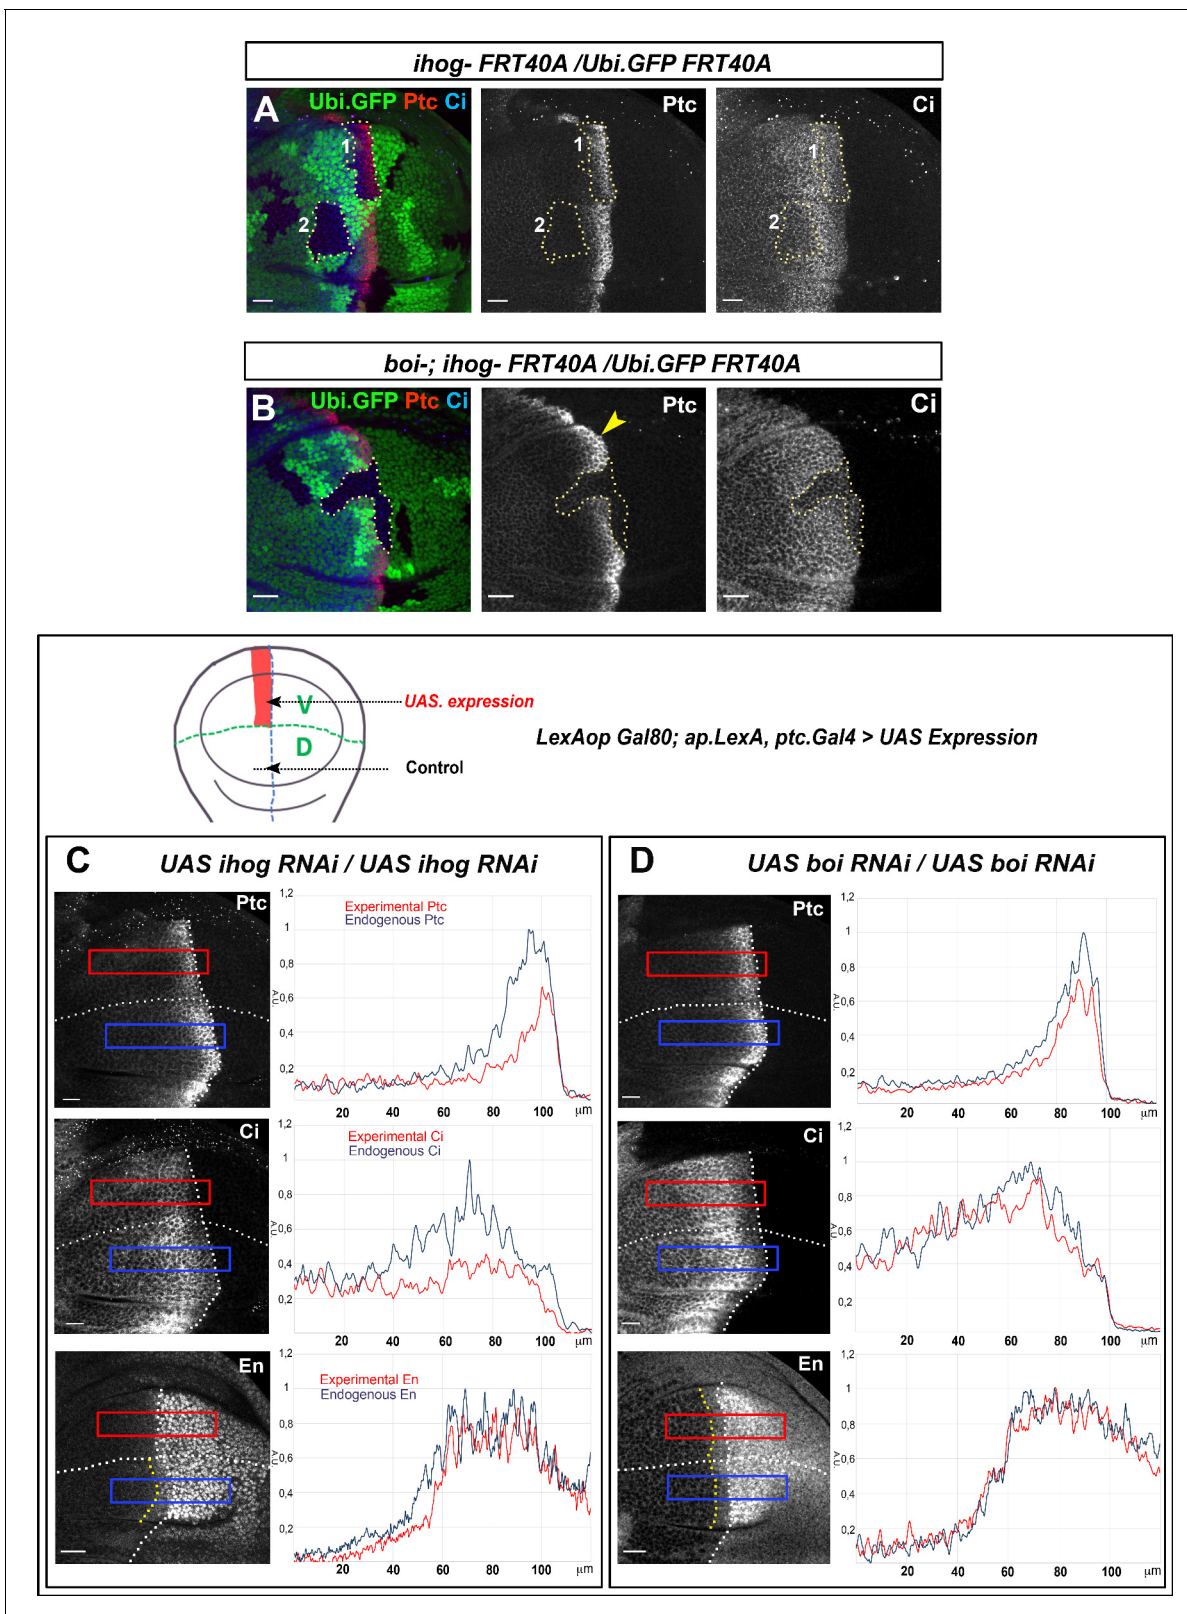 ihog- FRT40A /Ubi.GFP FRT40A
A Ubi.GFP Ptc Ci
1
2
Ptc
1
2
Ci
1
2
boi-; ihog- FRT40A /Ubi.GFP FRT40A
B Ubi.GFP Ptc Ci
Ptc
Ci
V
UAS. expression
D
Control
LexAop Gal80; ap.LexA, ptc.Gal4 > UAS Expression
C UAS ihog RNAi / UAS ihog RNAi
Ptc
1,2
1
0,8
0,6
0,4
0,2
A.U.
Experimental Ptc
Endogenous Ptc
20 40 60 80 100 µm
Ci
1,2
1
0,8
0,6
0,4
0,2
A.U.
Experimental Ci
Endogenous Ci
20 40 60 80 100 µm
En
1,2
1
0,8
0,6
0,4
0,2
A.U.
Experimental En
Endogenous En
20 40 60 80 100 µm
D UAS boi RNAi / UAS boi RNAi
Ptc
1,2
1
0,8
0,6
0,4
0,2
A.U.
20 40 60 80 100 µm
Ci
1,2
1
0,8
0,6
0,4
0,2
A.U.
20 40 60 80 100 µm
En
1,2
1
0,8
0,6
0,4
0,2
A.U.
20 40 60 80 100 µm